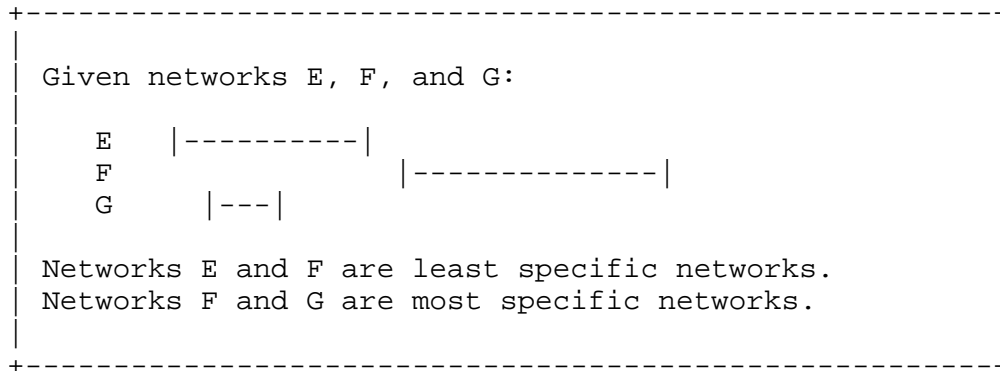 Given networks E, F, and G:
E |----------|
F |--------------|
G |---|
Networks E and F are least specific networks.
Networks F and G are most specific networks.